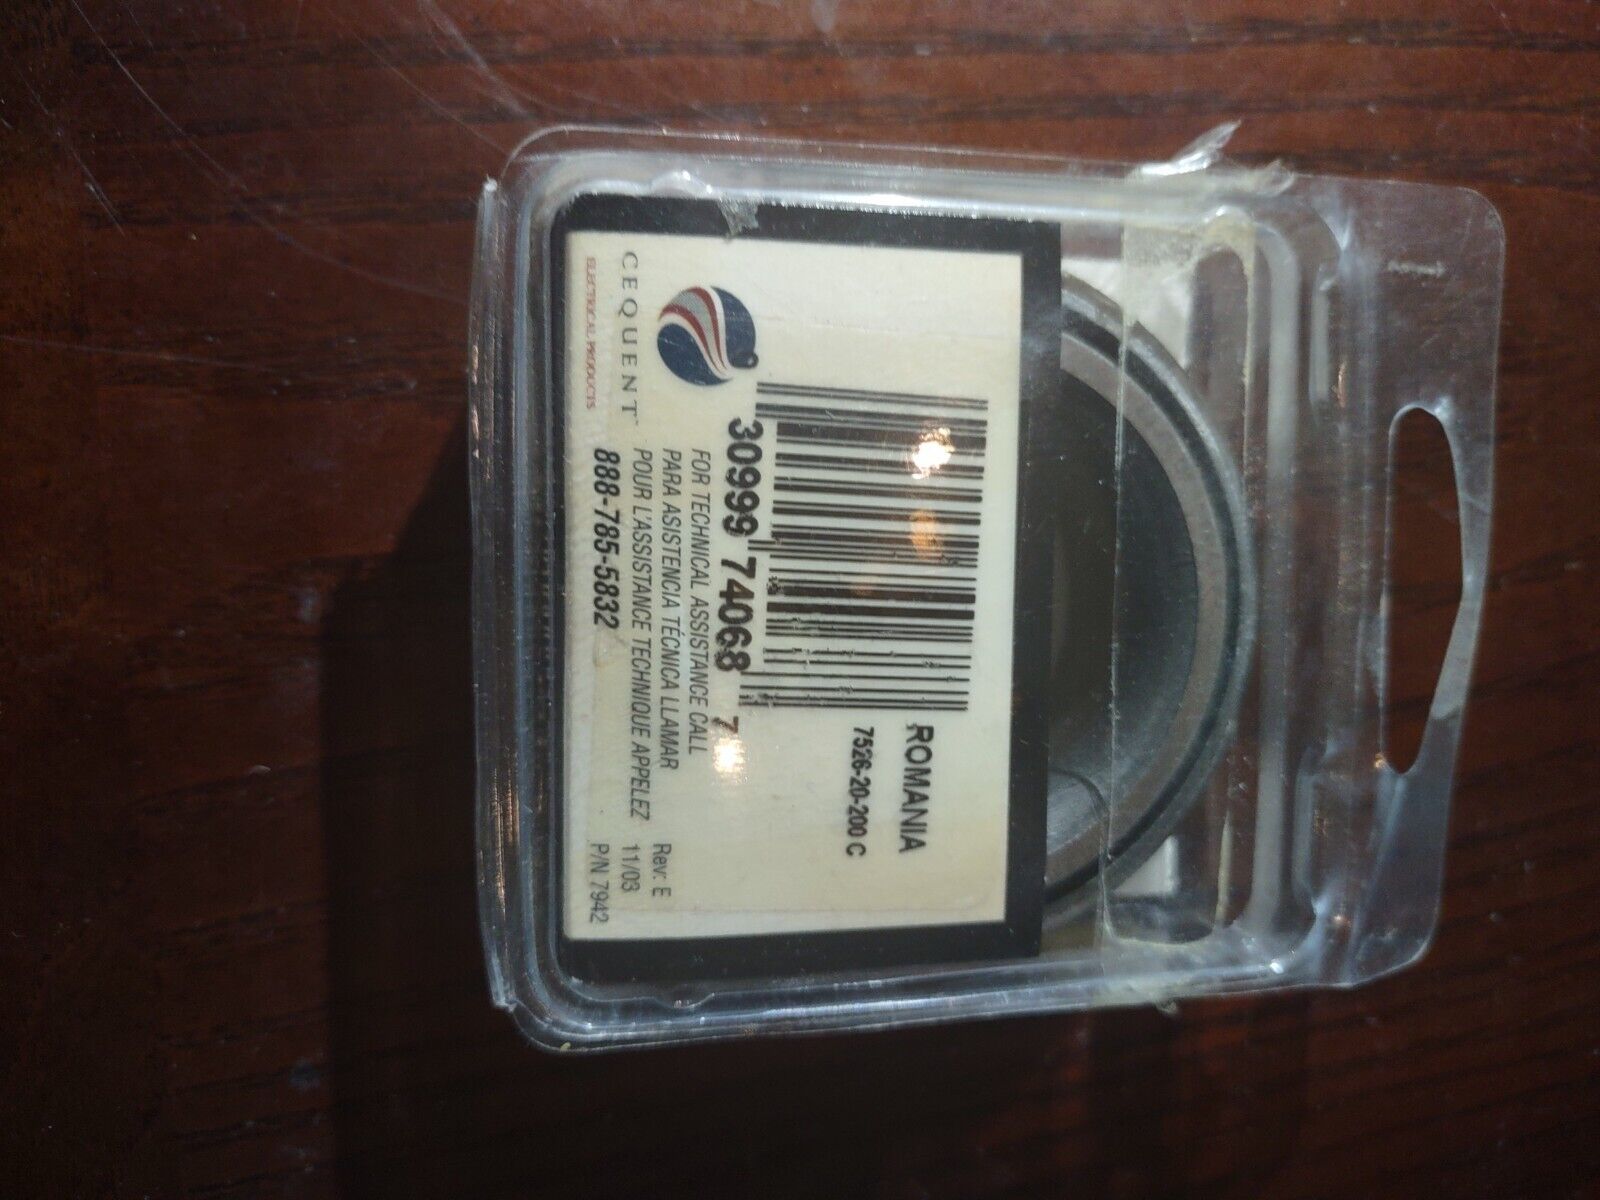 CEQUENT
ELECTRICAL PRODUCTS
ROMANIA
7526-20-200 C
30999 74068 7
FOR TECHNICAL ASSISTANCE CALL
PARA ASISTENCIA TÉCNICA LLAMAR
POUR L'ASSISTANCE TECHNIQUE APPELEZ
888-785-5832
Rev: E
11/03
P/N 7942